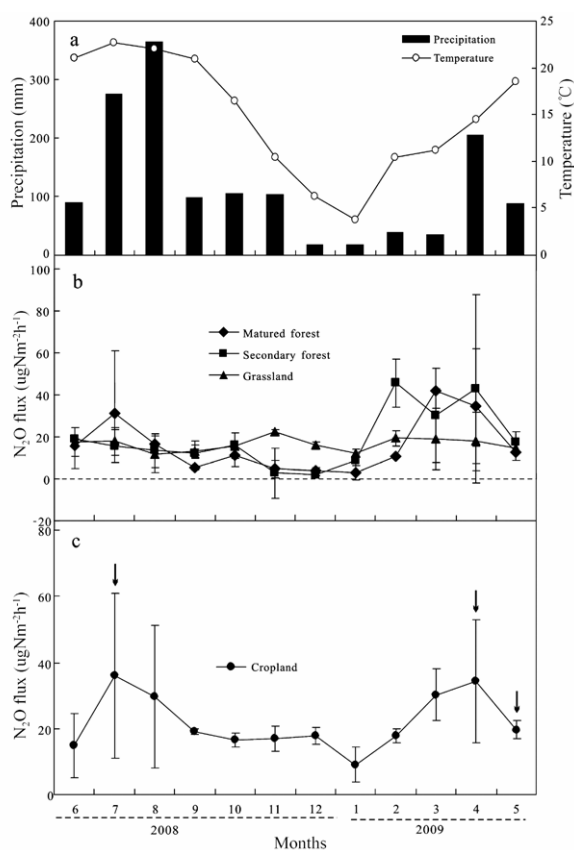 a
Precipitation
Temperature
Precipitation (mm)
400
350
300
200
100
0
25
20
15
10
5
0
Temperature (℃)
b
Matured forest
Secondary forest
Grassland
N₂O flux (ugNm⁻²h⁻¹)
100
80
60
40
20
0
-20
c
Cropland
N₂O flux (ugNm⁻²h⁻¹)
80
60
40
20
0
6 7 8 9 10 11 12 1 2 3 4 5
2008 2009
Months